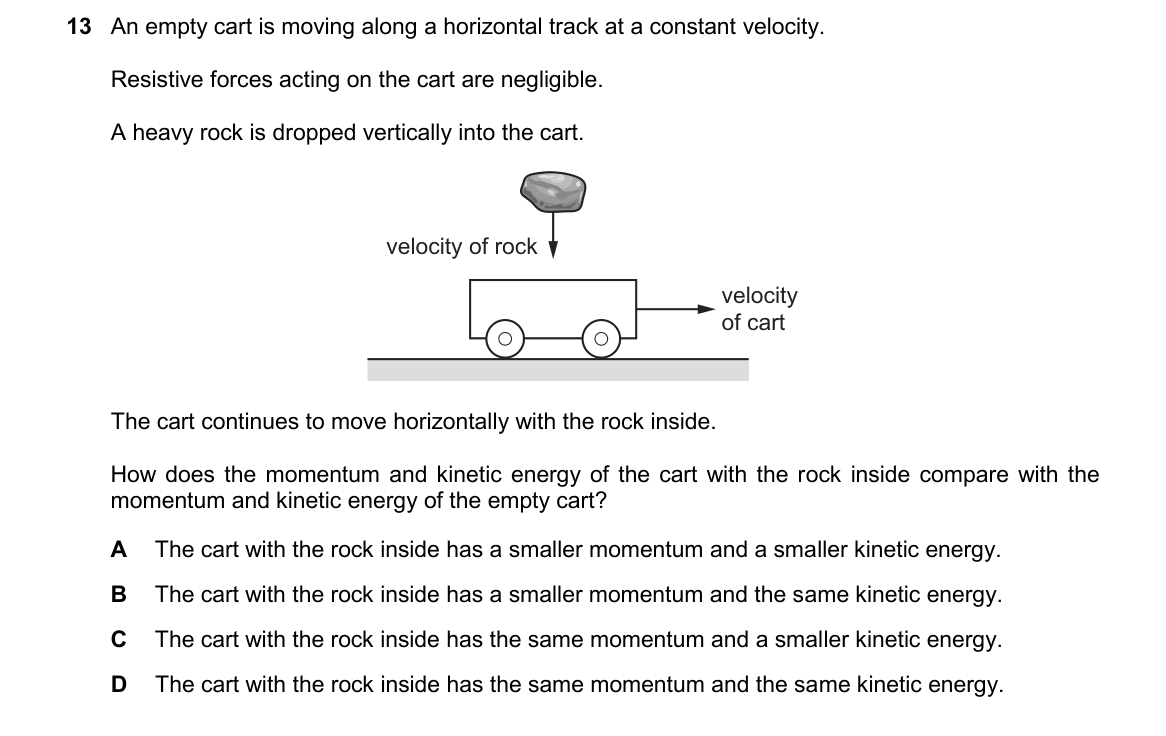 13 An empty cart is moving along a horizontal track at a constant velocity.
Resistive forces acting on the cart are negligible.
A heavy rock is dropped vertically into the cart.
velocity of rock
velocity
of cart
The cart continues to move horizontally with the rock inside.
How does the momentum and kinetic energy of the cart with the rock inside compare with the
momentum and kinetic energy of the empty cart?
A The cart with the rock inside has a smaller momentum and a smaller kinetic energy.
B The cart with the rock inside has a smaller momentum and the same kinetic energy.
C The cart with the rock inside has the same momentum and a smaller kinetic energy.
D The cart with the rock inside has the same momentum and the same kinetic energy.